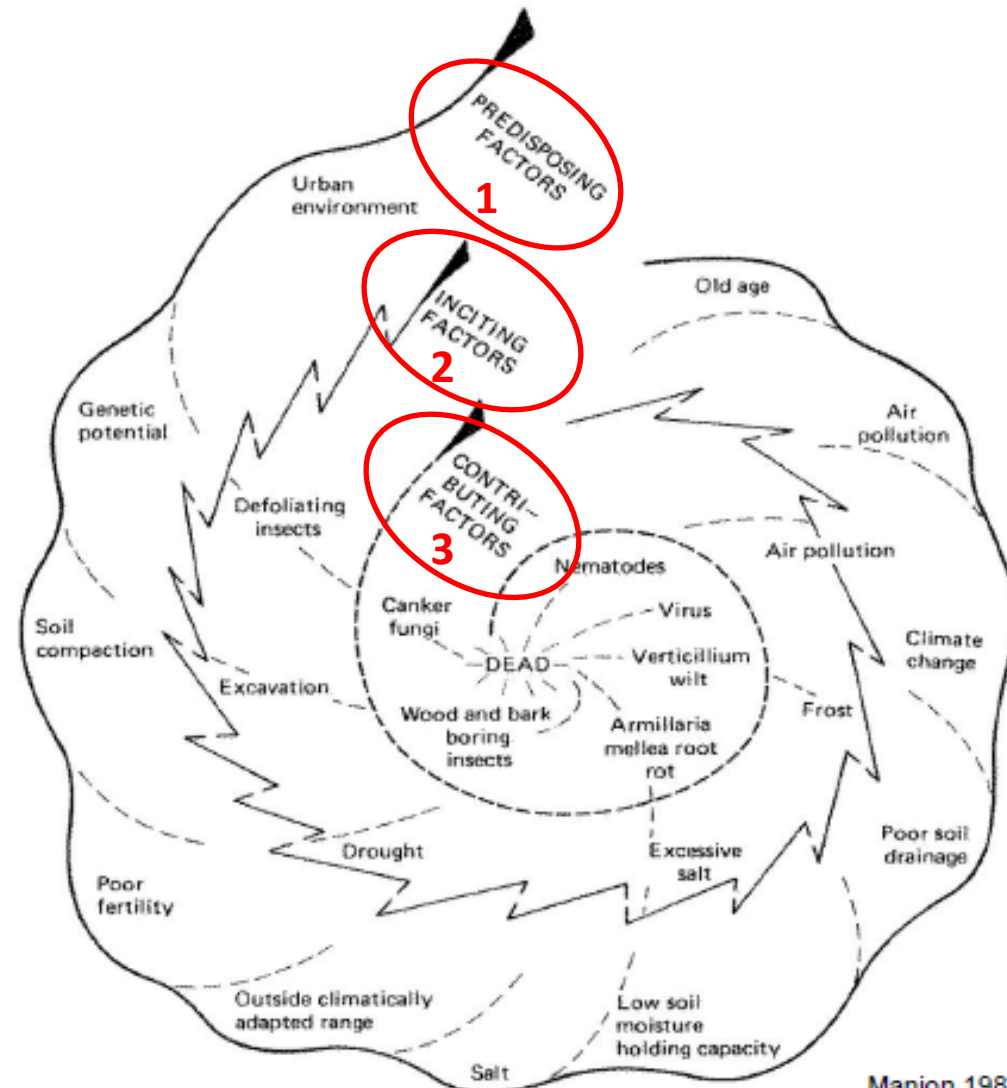 PREDISPOSING
FACTORS
1
Urban
environment
INCITING
FACTORS
2
Old age
CONTRI-
BUTING
FACTORS
3
Genetic
potential
Air
pollution
Defoliating
insects
Air pollution
Nematodes
Canker
fungi
Virus
Soil
compaction
DEAD
Verticillium
wilt
Climate
change
Excavation
Frost
Wood and bark
boring
insects
Armillaria
mellea root
rot
Drought
Excessive
salt
Poor soil
drainage
Poor
fertility
Outside climatically
adapted range
Low soil
moisture
holding capacity
Salt
Manion 198